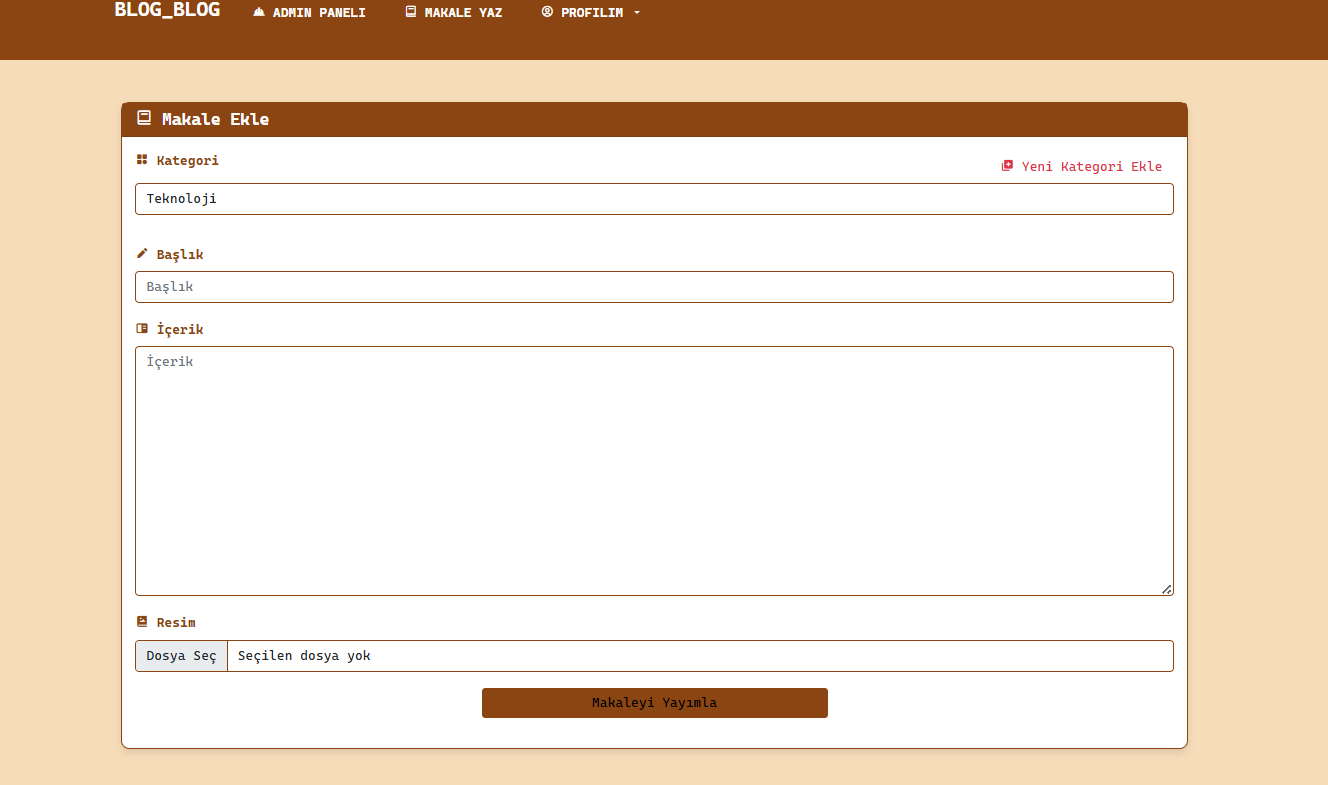 BLOG_BLOG ADMIN PANELI MAKALE YAZ PROFILIM
Makale Ekle
Kategori
Yeni Kategori Ekle
Teknoloji
Başlık
Başlık
İçerik
İçerik
Resim
Dosya Seç Seçilen dosya yok
Makaleyi Yayımla